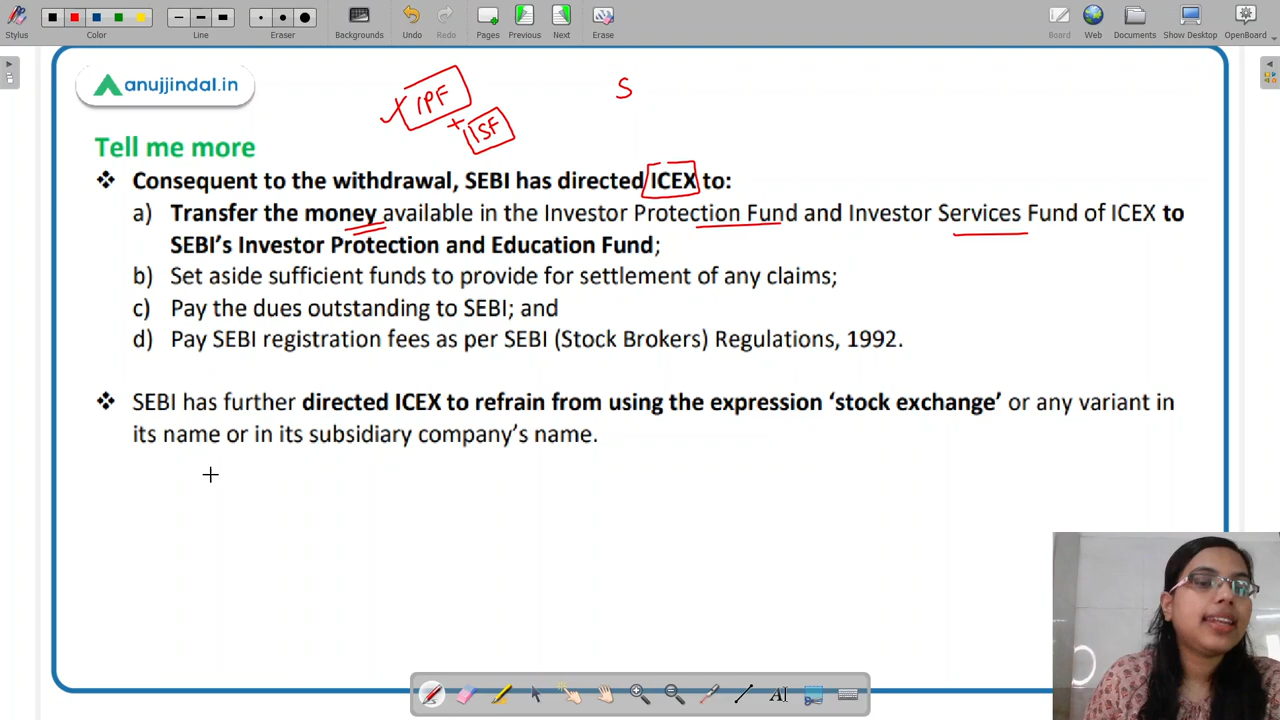 Stylus
Color
Line
Eraser
Backgrounds
Undo
Redo
Pages
Previous
Next
Erase
Board
Web
Documents
Show Desktop
OpenBoard
anujjindal.in
IPF
+ ISF
S
Tell me more
❖ Consequent to the withdrawal, SEBI has directed ICEX to:
a) Transfer the money available in the Investor Protection Fund and Investor Services Fund of ICEX to
SEBI's Investor Protection and Education Fund;
b) Set aside sufficient funds to provide for settlement of any claims;
c) Pay the dues outstanding to SEBI; and
d) Pay SEBI registration fees as per SEBI (Stock Brokers) Regulations, 1992.
❖ SEBI has further directed ICEX to refrain from using the expression ‘stock exchange’ or any variant in
its name or in its subsidiary company's name.
AI